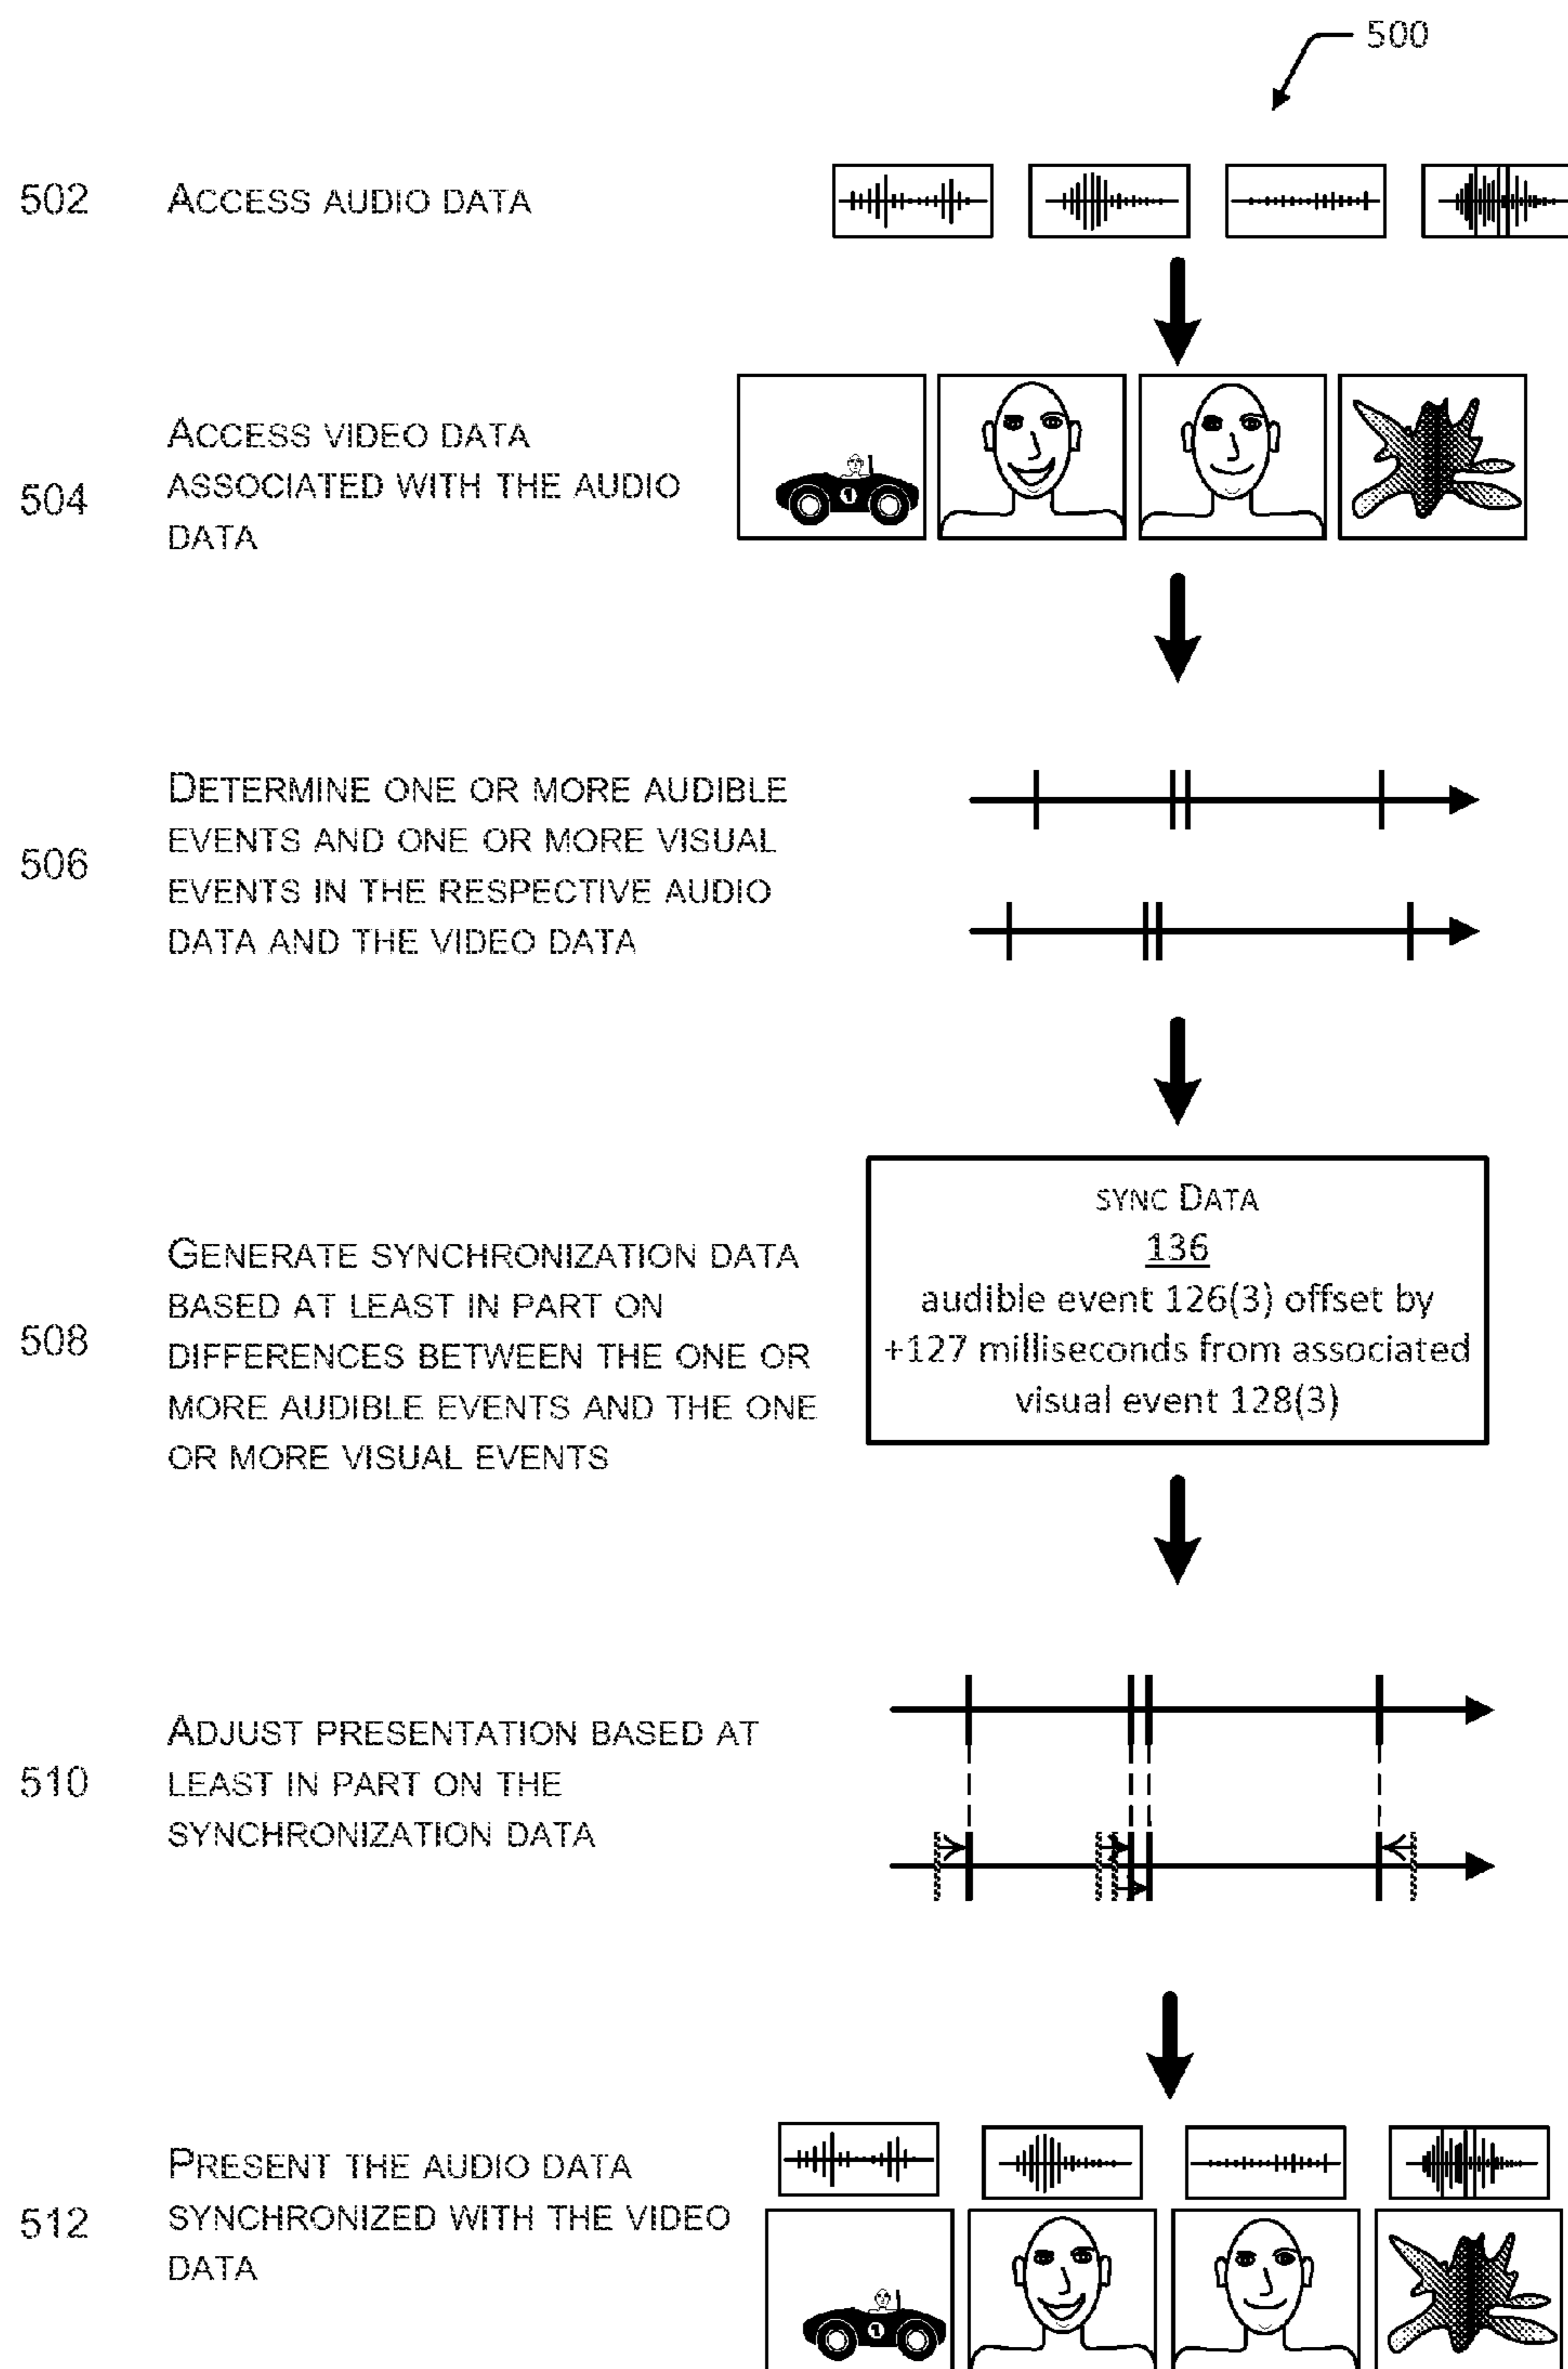 500
502 ACCESS AUDIO DATA
504 ACCESS VIDEO DATA
ASSOCIATED WITH THE AUDIO
DATA
1
506 DETERMINE ONE OR MORE AUDIBLE
EVENTS AND ONE OR MORE VISUAL
EVENTS IN THE RESPECTIVE AUDIO
DATA AND THE VIDEO DATA
508 GENERATE SYNCHRONIZATION DATA
BASED AT LEAST IN PART ON
DIFFERENCES BETWEEN THE ONE OR
MORE AUDIBLE EVENTS AND THE ONE
OR MORE VISUAL EVENTS
SYNC DATA
136
audible event 126(3) offset by
+127 milliseconds from associated
visual event 128(3)
510 ADJUST PRESENTATION BASED AT
LEAST IN PART ON THE
SYNCHRONIZATION DATA
512 PRESENT THE AUDIO DATA
SYNCHRONIZED WITH THE VIDEO
DATA
1